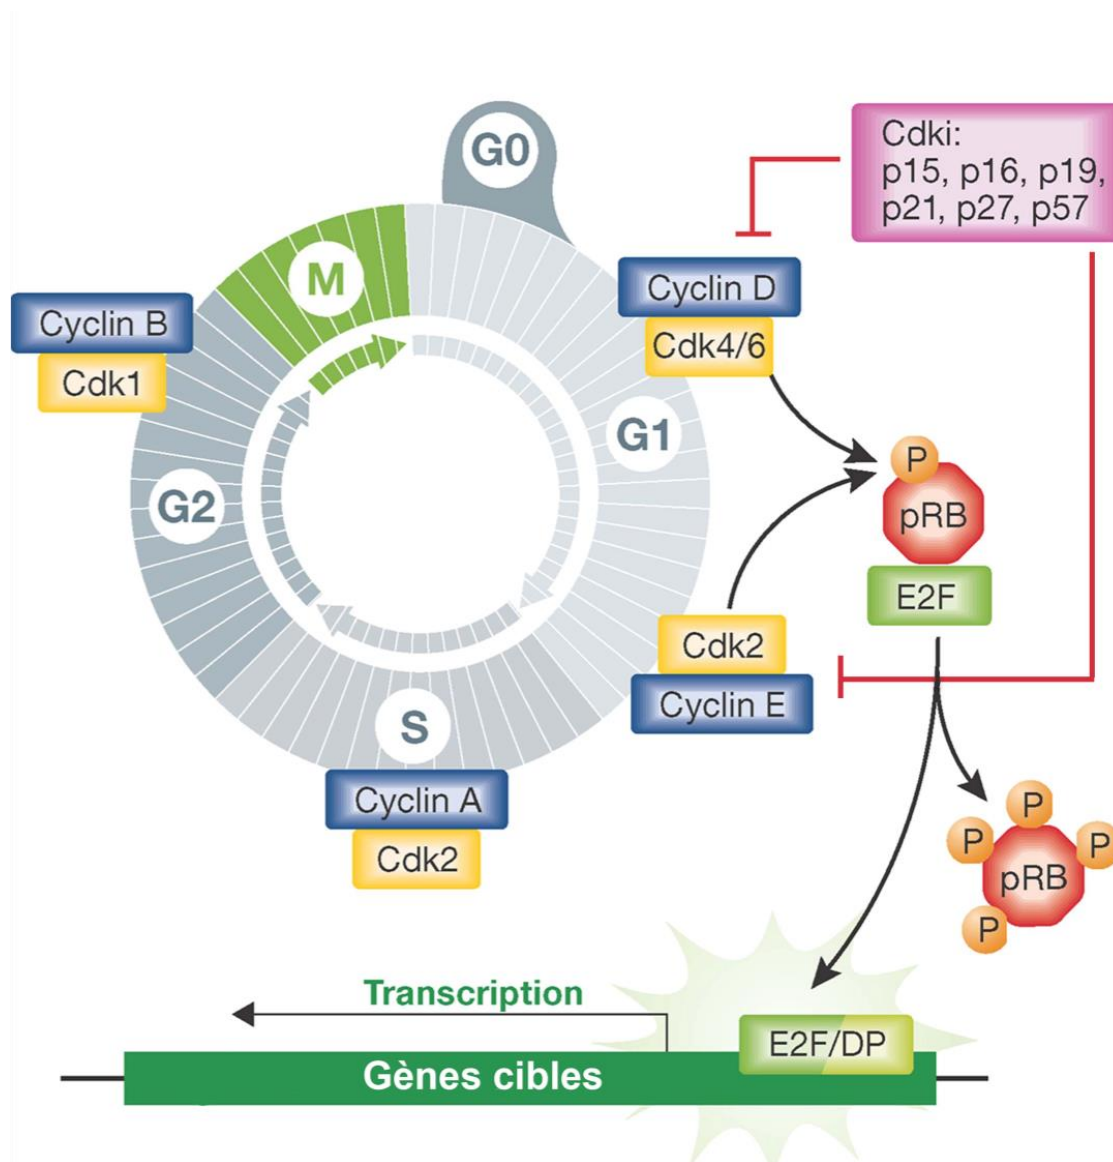 G0
Cdki:
p15, p16, p19,
p21, p27, p57
M
Cyclin D
Cdk4/6
Cyclin B
Cdk1
G1
P
pRB
E2F
G2
Cdk2
Cyclin E
S
Cyclin A
Cdk2
P
P
P
pRB
P
Transcription
E2F/DP
Gènes cibles